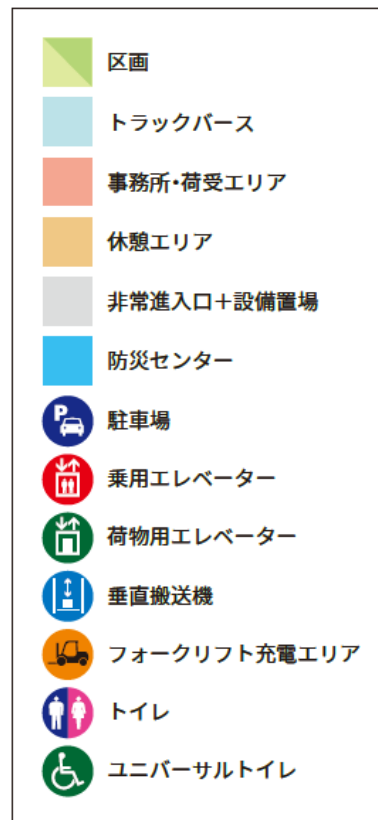 区画
トラックバース
事務所・荷受エリア
休憩エリア
非常進入口＋設備置場
防災センター
P
駐車場
乗用エレベーター
荷物用エレベーター
垂直搬送機
フォークリフト充電エリア
トイレ
ユニバーサルトイレ